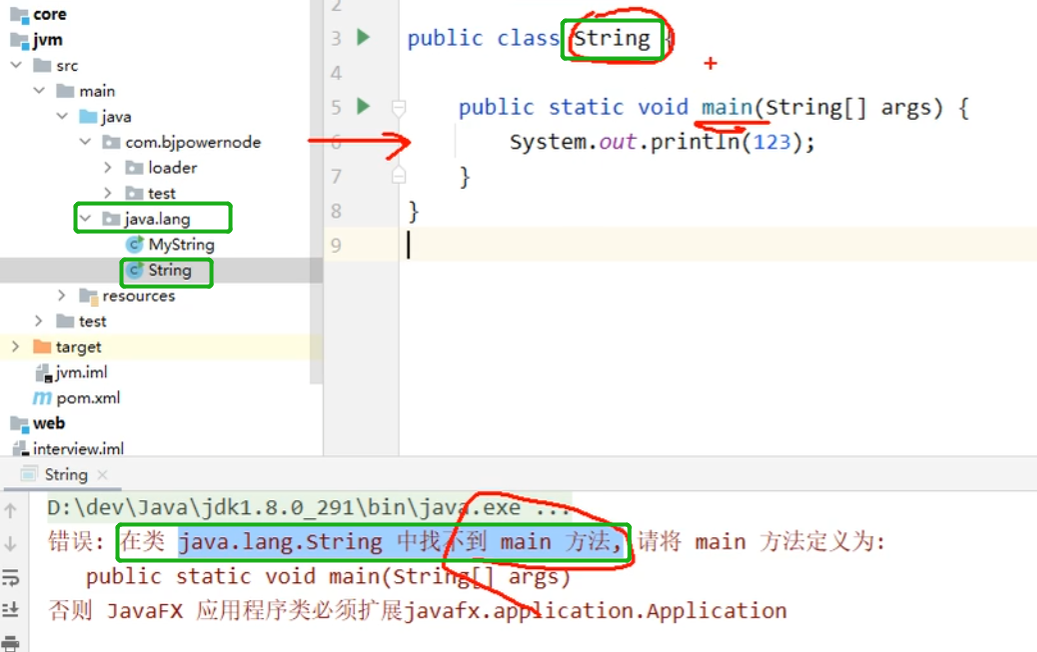 core
jvm
src
main
java
com.bjpowernode
loader
test
java.lang
MyString
String
resources
test
target
jvm.iml
pom.xml
web
interview.iml
2
3 public class String {
4
5 public static void main(String[] args) {
6 System.out.println(123);
7 }
8 }
9
String
D:\dev\Java\jdk1.8.0_291\bin\java.exe ...
错误: 在类 java.lang.String 中找不到 main 方法, 请将 main 方法定义为:
public static void main(String[] args)
否则 JavaFX 应用程序类必须扩展javafx.application.Application